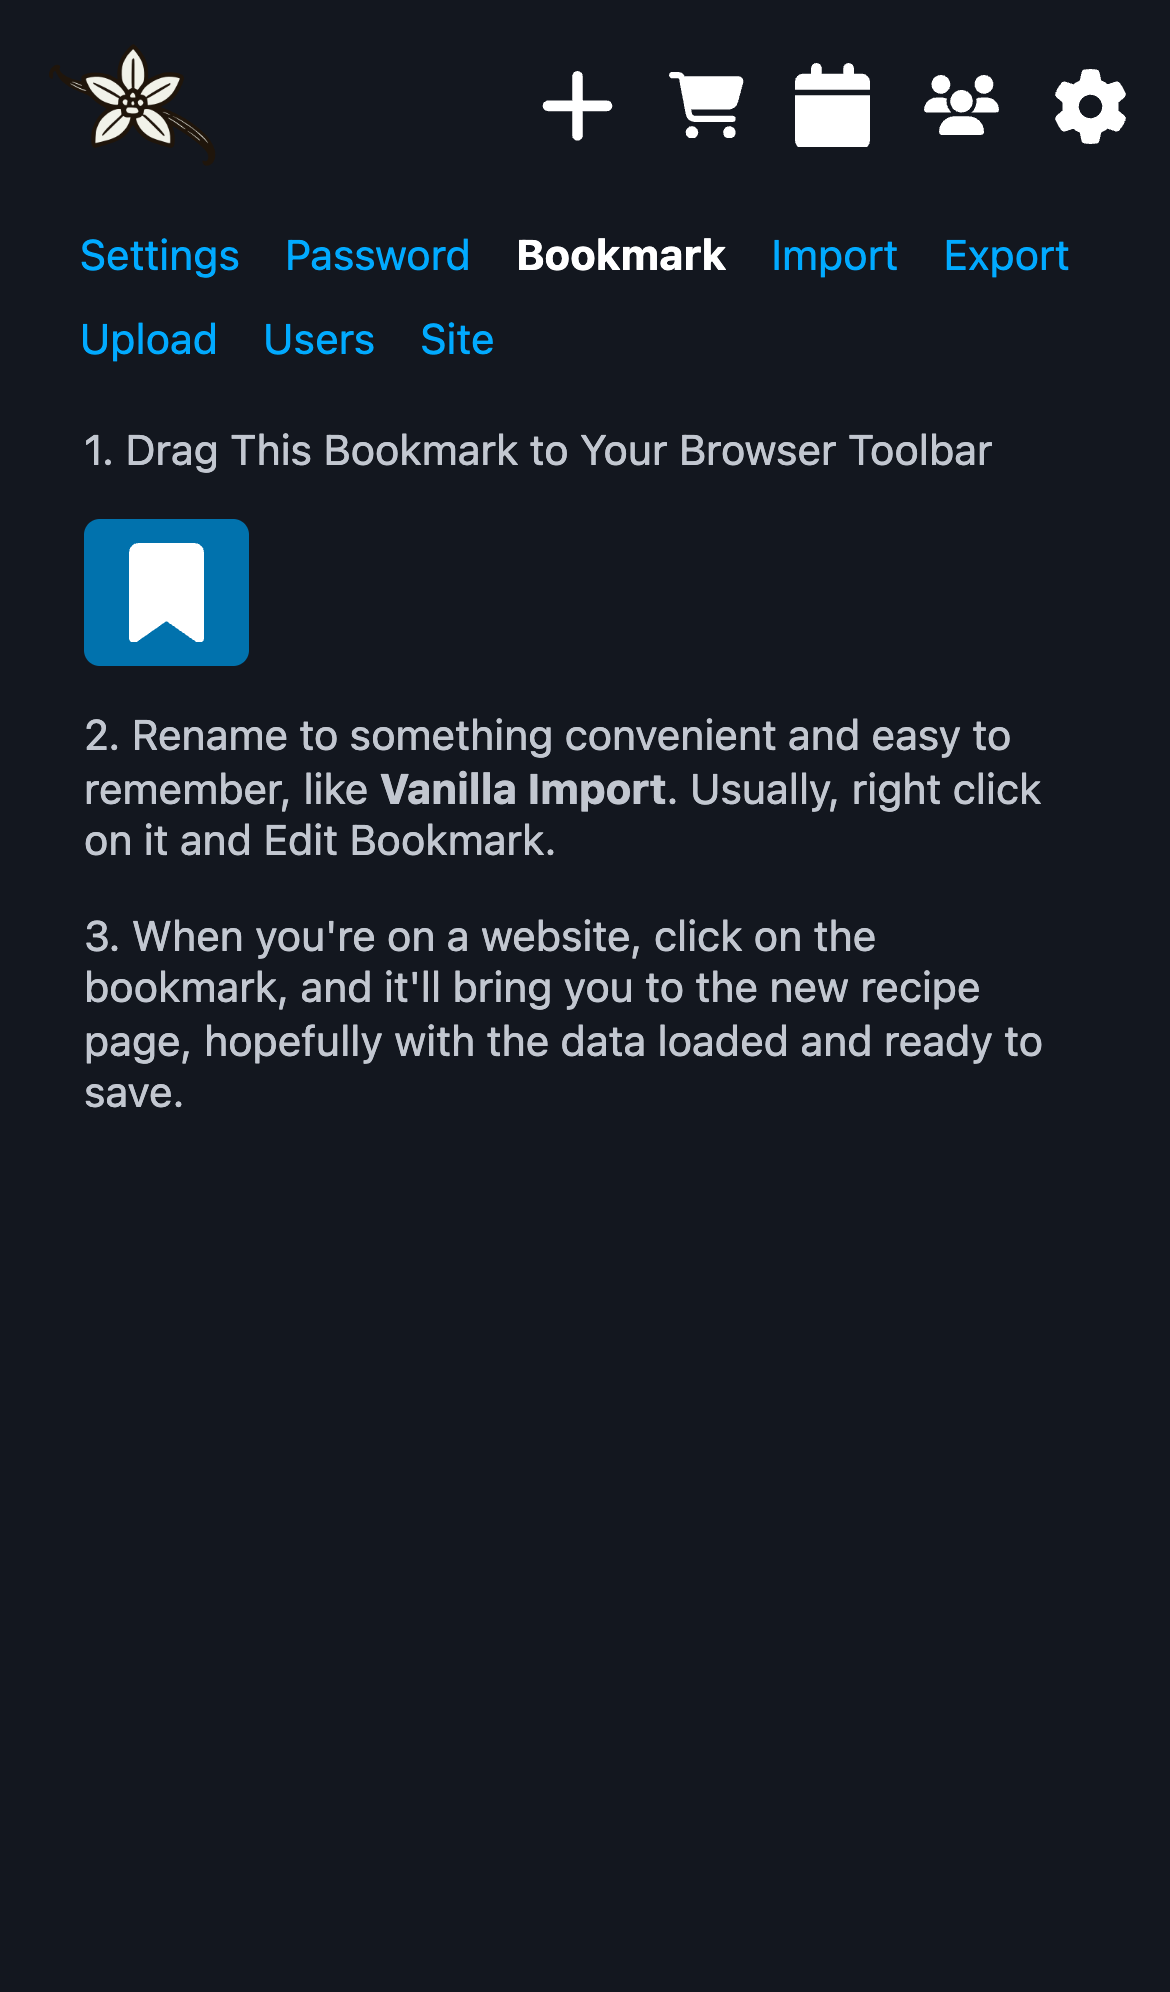 Settings Password Bookmark Import Export
Upload Users Site
1. Drag This Bookmark to Your Browser Toolbar
2. Rename to something convenient and easy to
remember, like Vanilla Import. Usually, right click
on it and Edit Bookmark.
3. When you're on a website, click on the
bookmark, and it'll bring you to the new recipe
page, hopefully with the data loaded and ready to
save.